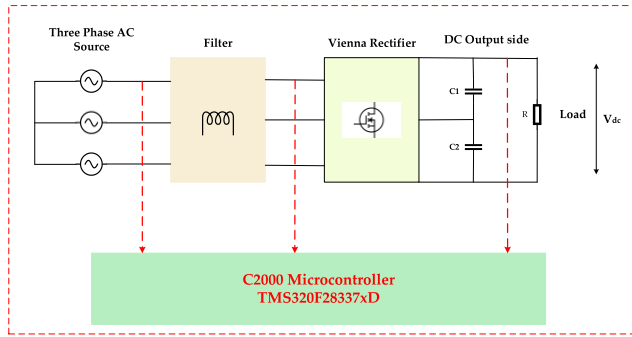 Three Phase AC
Source
Filter
Vienna Rectifier
DC Output side
C1
C2
R
Load
Vdc
C2000 Microcontroller
TMS320F28337xD